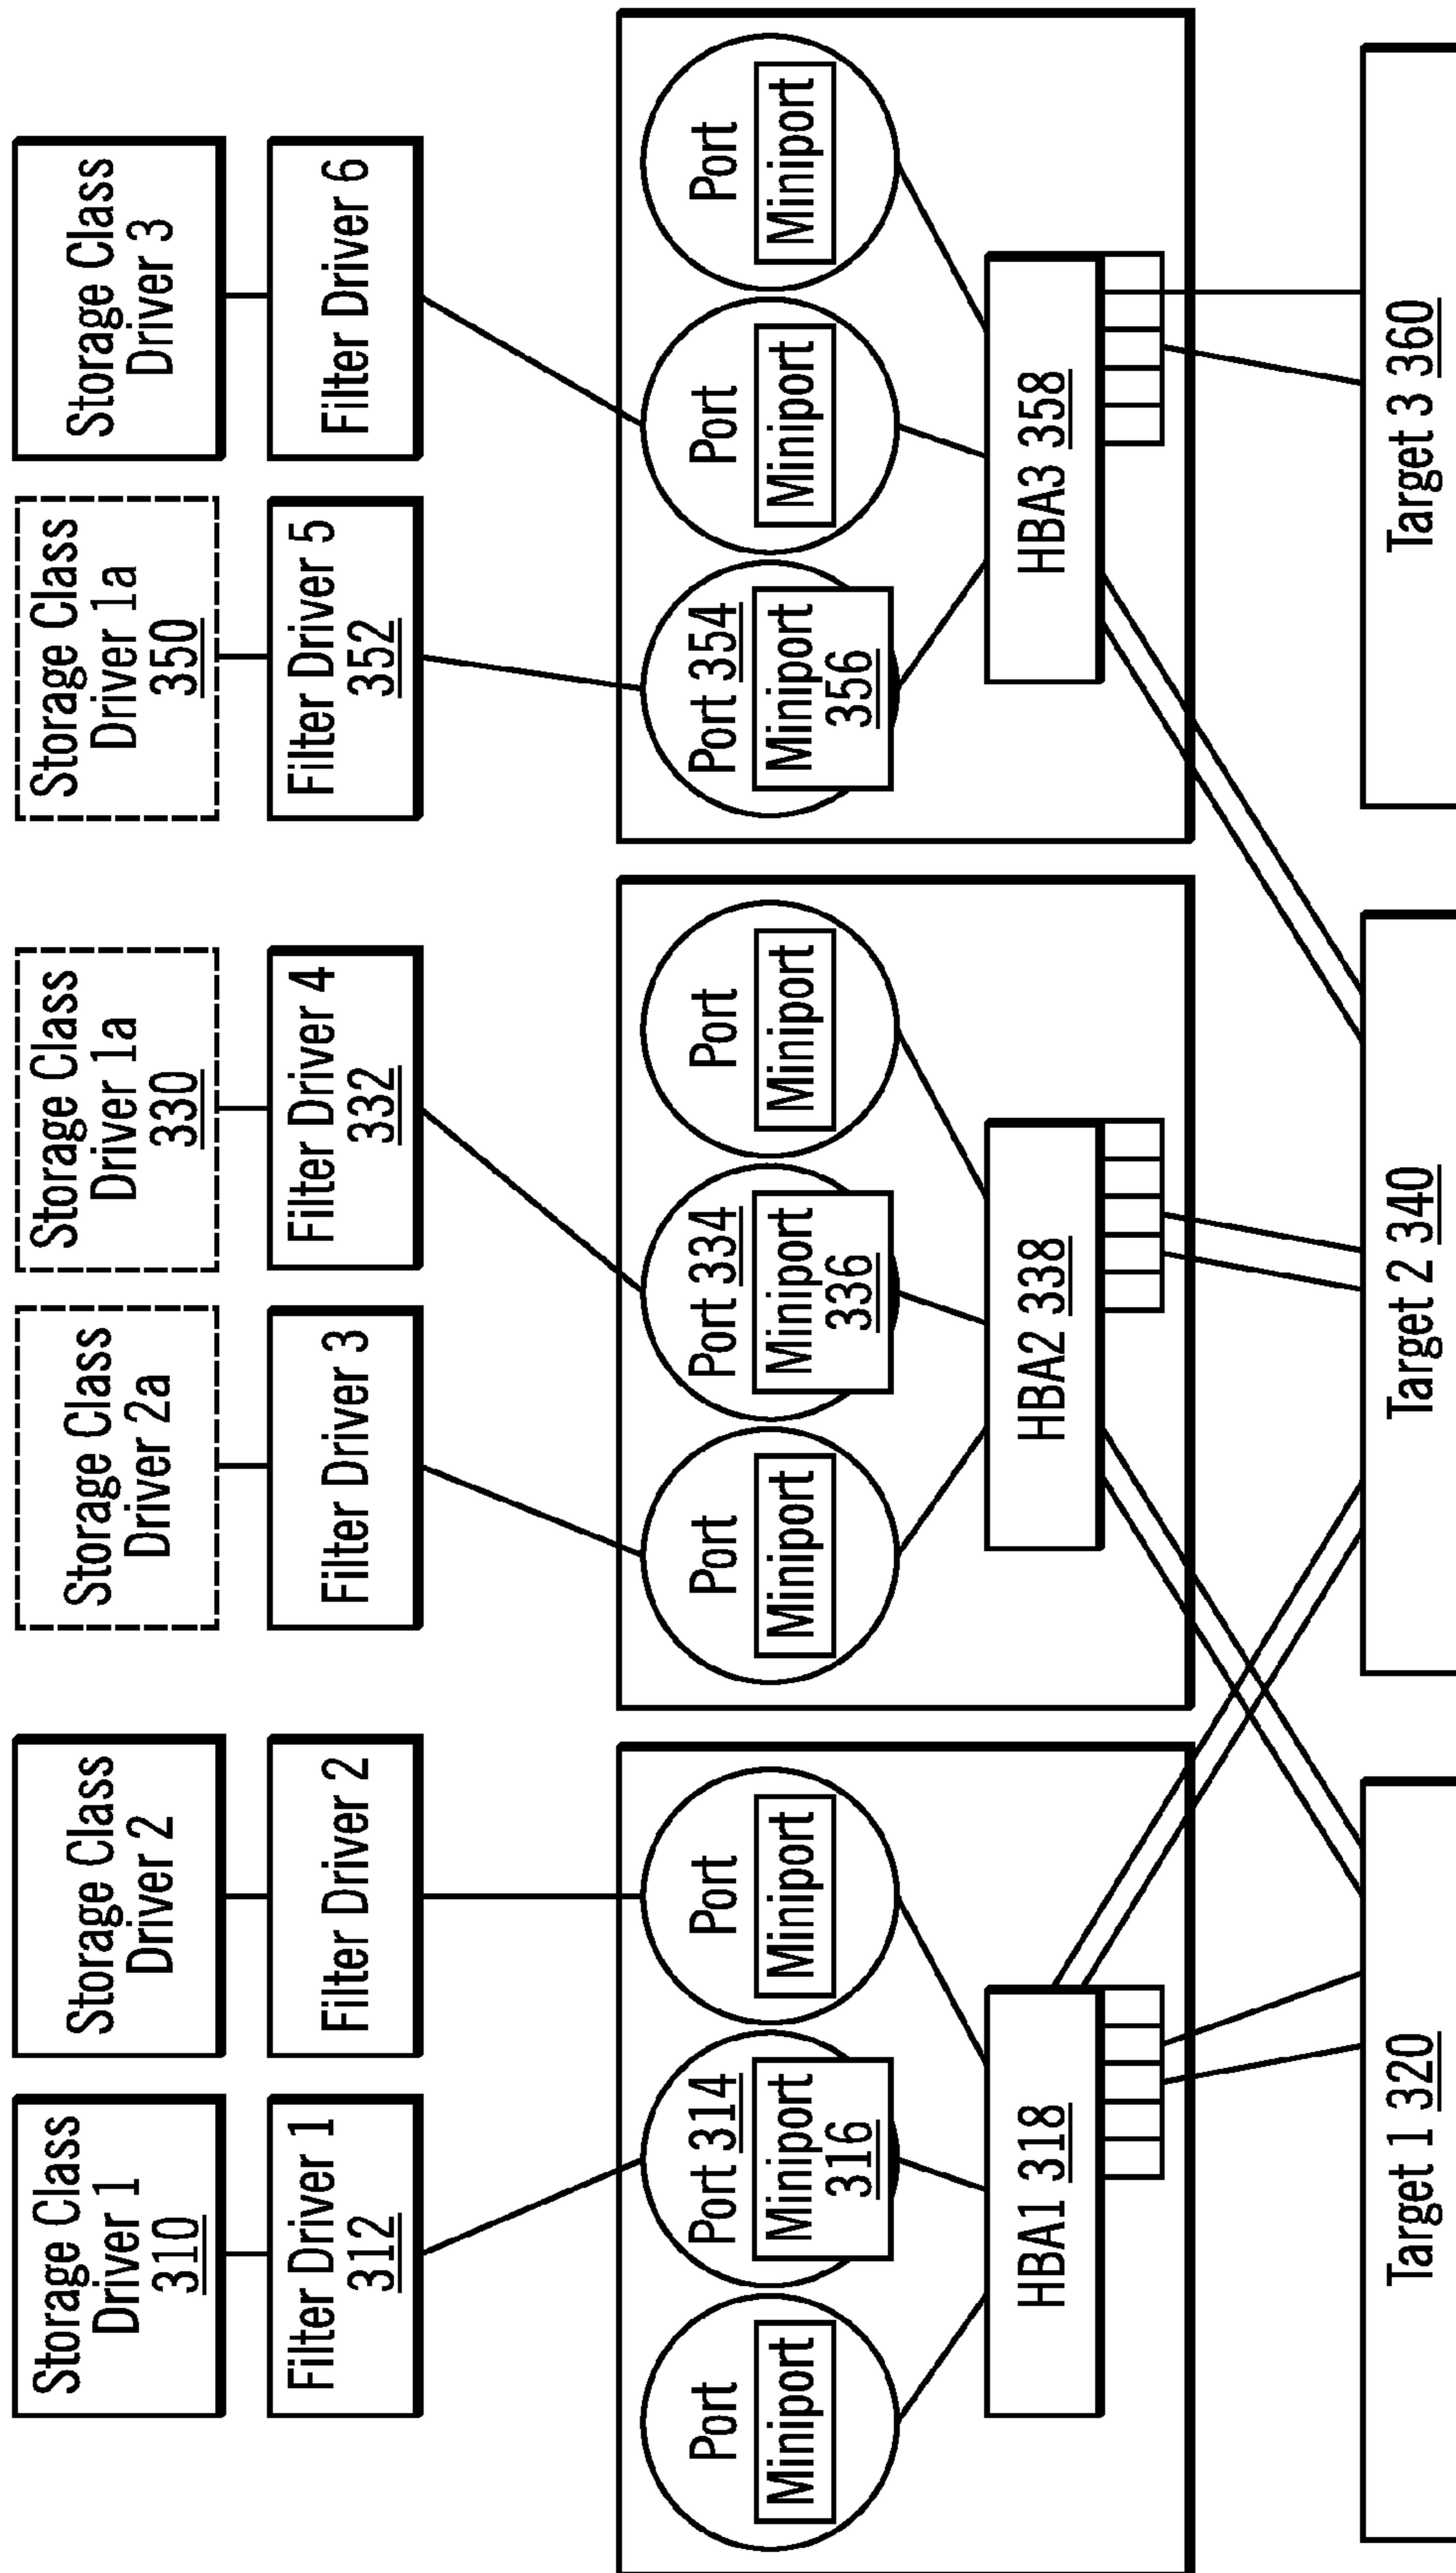 Storage Class
Driver 1
310
Storage Class
Driver 2
Storage Class
Driver 2a
Storage Class
Driver 1a
330
Storage Class
Driver 1a
350
Storage Class
Driver 3
Filter Driver 1
312
Filter Driver 2
Filter Driver 3
Filter Driver 4
332
Filter Driver 5
352
Filter Driver 6
Port
Miniport
Port 314
Miniport
316
Port
Miniport
Port
Miniport
Port 334
Miniport
336
Port
Miniport
Port 354
Miniport
356
Port
Miniport
Port
Miniport
HBA1 318
HBA2 338
HBA3 358
Target 1 320
Target 2 340
Target 3 360